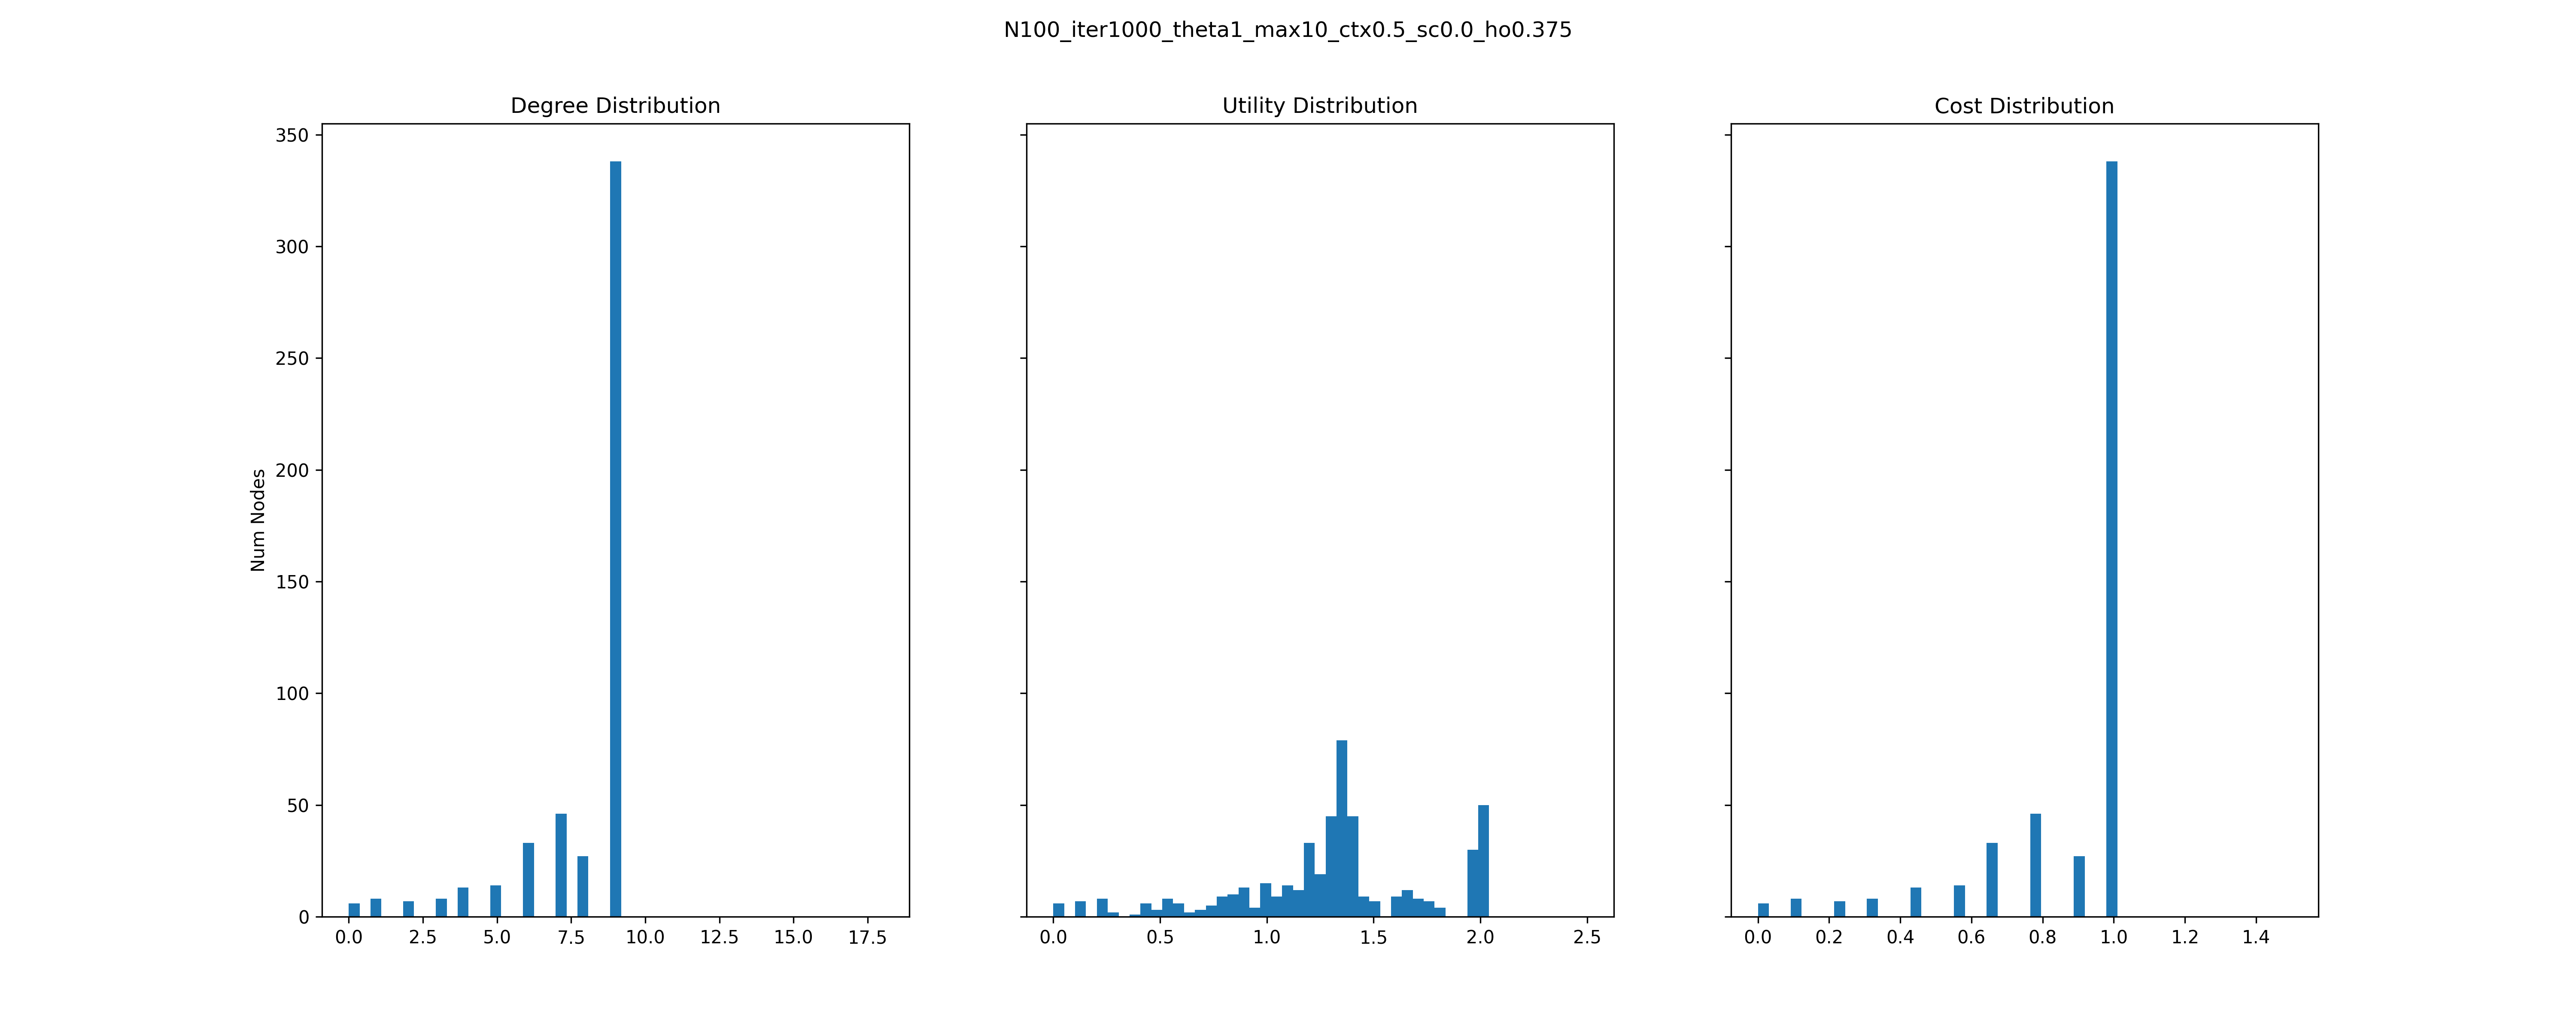 N100_iter1000_theta1_max10_ctx0.5_sc0.0_ho0.375
Degree Distribution
Utility Distribution
Cost Distribution
Num Nodes
350
300
250
200
150
100
50
0
0.0 2.5 5.0 7.5 10.0 12.5 15.0 17.5
0.0 0.5 1.0 1.5 2.0 2.5
0.0 0.2 0.4 0.6 0.8 1.0 1.2 1.4